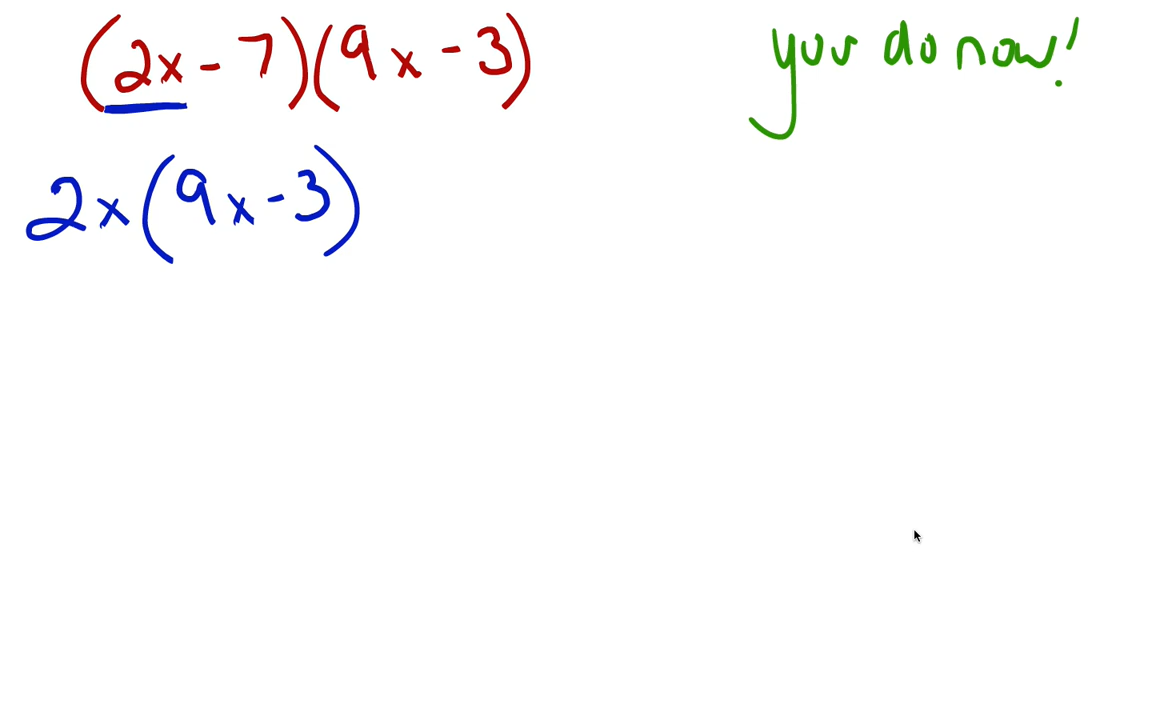 (2x - 7)(9x - 3)
you do now!
2x(9x - 3)